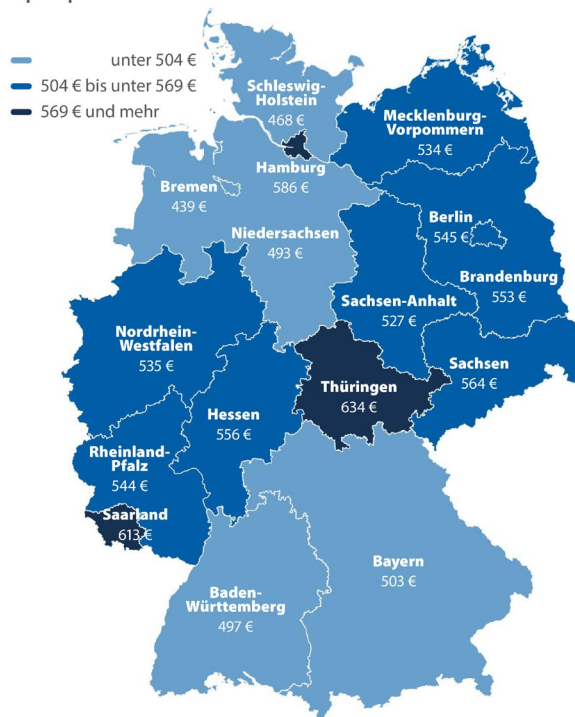 unter 504 €
504 € bis unter 569 €
569 € und mehr
Schleswig-
Holstein
468 €
Mecklenburg-
Vorpommern
534 €
Hamburg
586 €
Bremen
439 €
Niedersachsen
493 €
Berlin
545 €
Brandenburg
553 €
Sachsen-Anhalt
527 €
Nordrhein-
Westfalen
535 €
Sachsen
564 €
Thüringen
634 €
Hessen
556 €
Rheinland-
Pfalz
544 €
Saarland
613 €
Bayern
503 €
Baden-
Württemberg
497 €